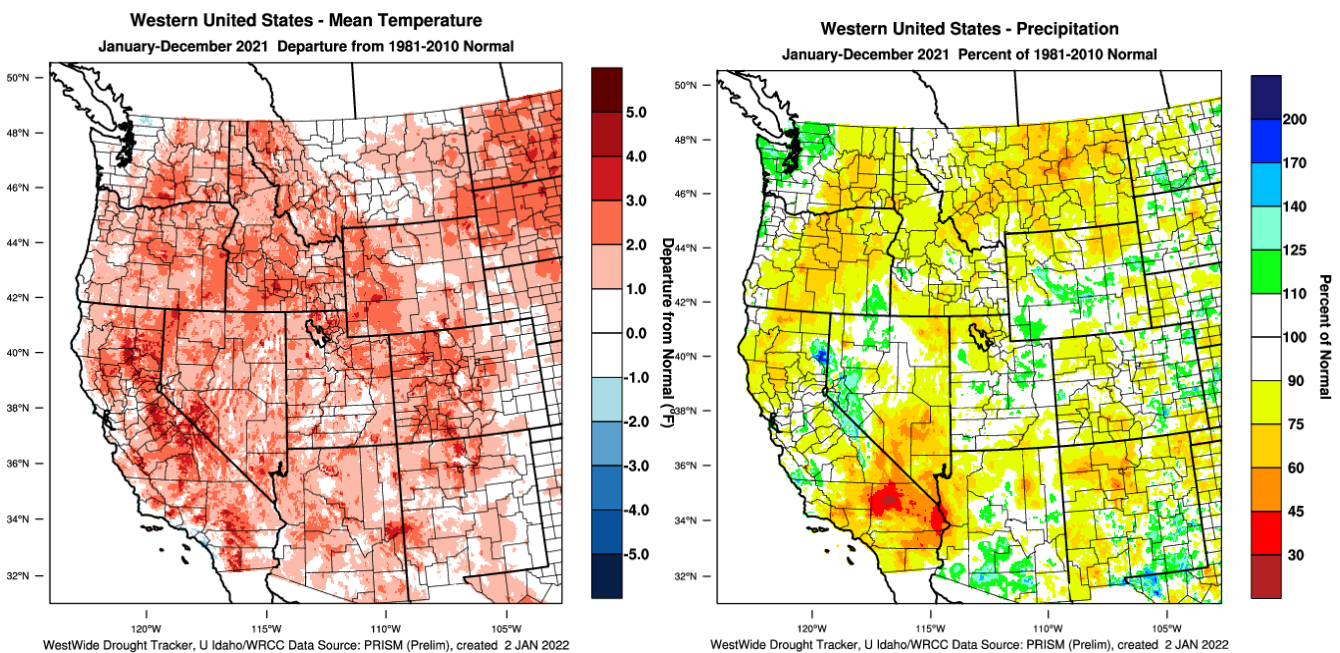 Western United States - Mean Temperature
January-December 2021 Departure from 1981-2010 Normal
50°N
48°N
46°N
44°N
42°N
40°N
38°N
36°N
34°N
32°N
120°W
115°W
110°W
105°W
5.0
4.0
3.0
2.0
1.0
0.0
-1.0
-2.0
-3.0
-4.0
-5.0
Departure from Normal (°F)
WestWide Drought Tracker, U Idaho/WRCC Data Source: PRISM (Prelim), created 2 JAN 2022
Western United States - Precipitation
January-December 2021 Percent of 1981-2010 Normal
50°N
48°N
46°N
44°N
42°N
40°N
38°N
36°N
34°N
32°N
120°W
115°W
110°W
105°W
200
170
140
125
110
100
90
75
60
45
30
Percent of Normal
WestWide Drought Tracker, U Idaho/WRCC Data Source: PRISM (Prelim), created 2 JAN 2022